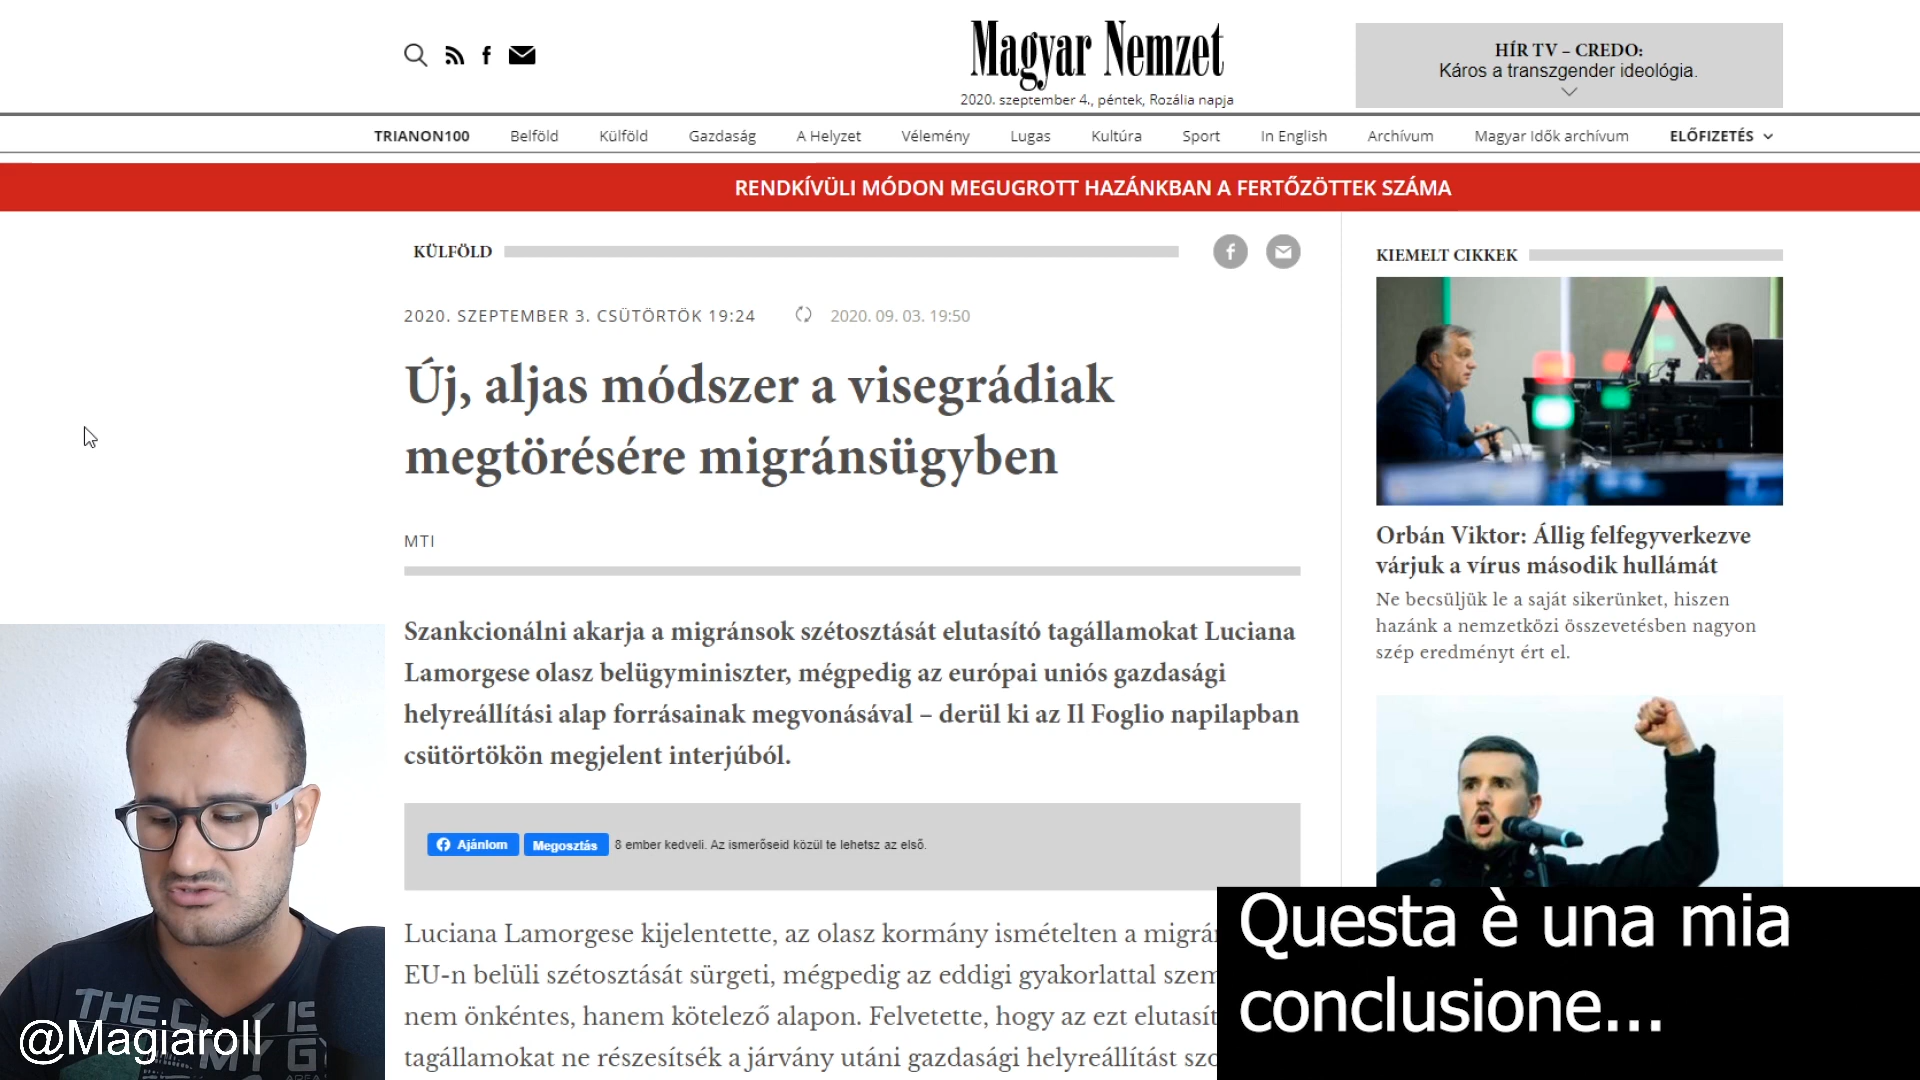 Magyar Nemzet
2020. szeptember 4., péntek, Rozália napja
HÍR TV – CREDO:
Káros a transzgender ideológia.
TRIANON100 Belföld Külföld Gazdaság A Helyzet Vélemény Lugas Kultúra Sport In English Archívum Magyar Idők archívum ELŐFIZETÉS
RENDKÍVÜLI MÓDON MEGUGROTT HAZÁNKBAN A FERTŐZÖTTEK SZÁMA
KÜLFÖLD
2020. SZEPTEMBER 3. CSÜTÖRTÖK 19:24 2020. 09. 03. 19:50
Új, aljas módszer a visegrádiak
megtörésére migránsügyben
MTI
Szankcionálni akarja a migránsok szétosztását elutasító tagállamokat Luciana
Lamorgese olasz belügyminiszter, mégpedig az európai uniós gazdasági
helyreállítási alap forrásainak megvonásával – derül ki az Il Foglio napilapban
csütörtökön megjelent interjúból.
Ajánlom Megosztás 8 ember kedveli. Az ismerőseid közül te lehetsz az első.
Luciana Lamorgese kijelentette, az olasz kormány ismételten a
EU-n belüli szétosztását sürgeti, mégpedig az eddigi gyakorlattal
nem önkéntes, hanem kötelező alapon. Felvetette, hogy az ezt
tagállamokat ne részesítsék a járvány utáni gazdasági helyreállítást
KIEMELT CIKKEK
Orbán Viktor: Állig felfegyverkezve
várjuk a vírus második hullámát
Ne becsüljük le a saját sikerünket, hiszen
hazánk a nemzetközi összevetésben nagyon
szép eredményt ért el.
Questa è una mia
conclusione...
THE
IS
MY
@Magiaroll